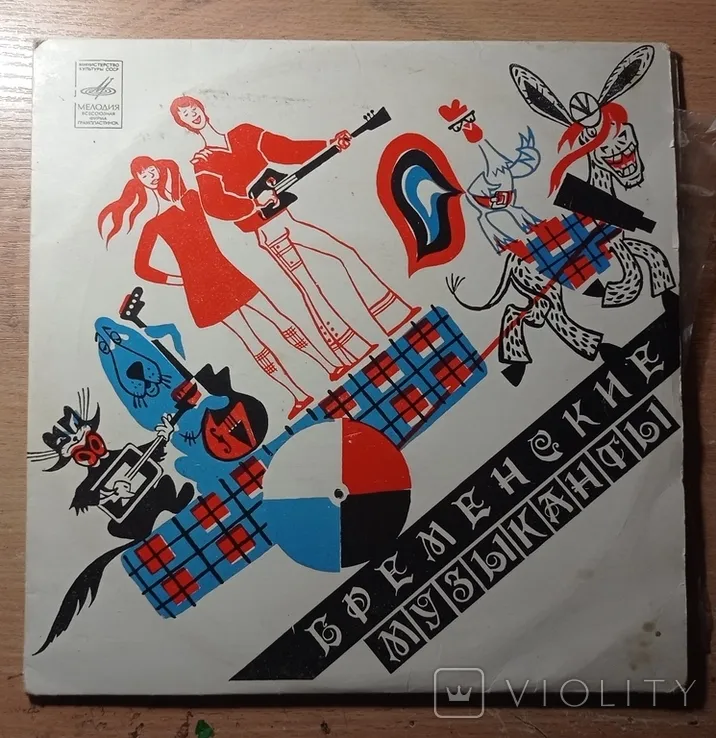 МИНИСТЕРСТВО
КУЛЬТУРЫ СССР
МЕЛОДИЯ
ВСЕСОЮЗНАЯ
ФИРМА
ГРАМПЛАСТИНОК
БРЕМЕНСКИЕ
МУЗЫКАНТЫ
VIOLITY